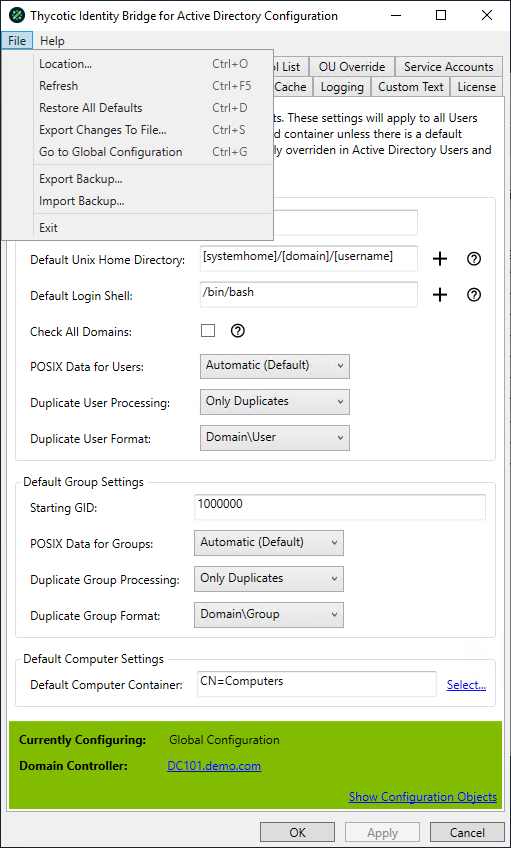 Thycotic Identity Bridge for Active Directory Configuration
File Help
Location... Ctrl+O
Refresh Ctrl+F5
Restore All Defaults Ctrl+D
Export Changes To File... Ctrl+S
Go to Global Configuration Ctrl+G
Export Backup...
Import Backup...
Exit
List OU Override Service Accounts
Cache Logging Custom Text License
These settings will apply to all Users
container unless there is a default
overriden in Active Directory Users and
Default Unix Home Directory: [systemhome]/[domain]/[username]
Default Login Shell: /bin/bash
Check All Domains:
POSIX Data for Users: Automatic (Default)
Duplicate User Processing: Only Duplicates
Duplicate User Format: Domain\User
Default Group Settings
Starting GID: 1000000
POSIX Data for Groups: Automatic (Default)
Duplicate Group Processing: Only Duplicates
Duplicate Group Format: Domain\Group
Default Computer Settings
Default Computer Container: CN=Computers Select...
Currently Configuring: Global Configuration
Domain Controller: DC101.demo.com
Show Configuration Objects
OK Apply Cancel